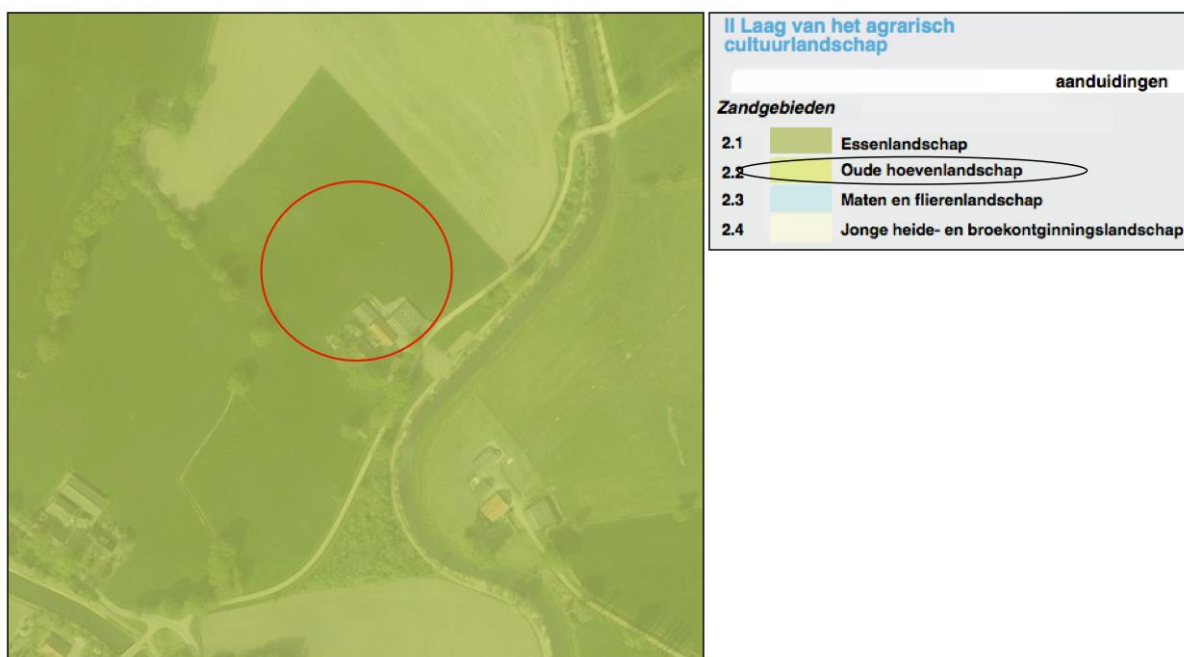 II Laag van het agrarisch
cultuurlandschap
aanduidingen
Zandgebieden
2.1 Essenlandschap
2.2 Oude hoevenlandschap
2.3 Maten en flierenlandschap
2.4 Jonge heide- en broekontginningslandschap